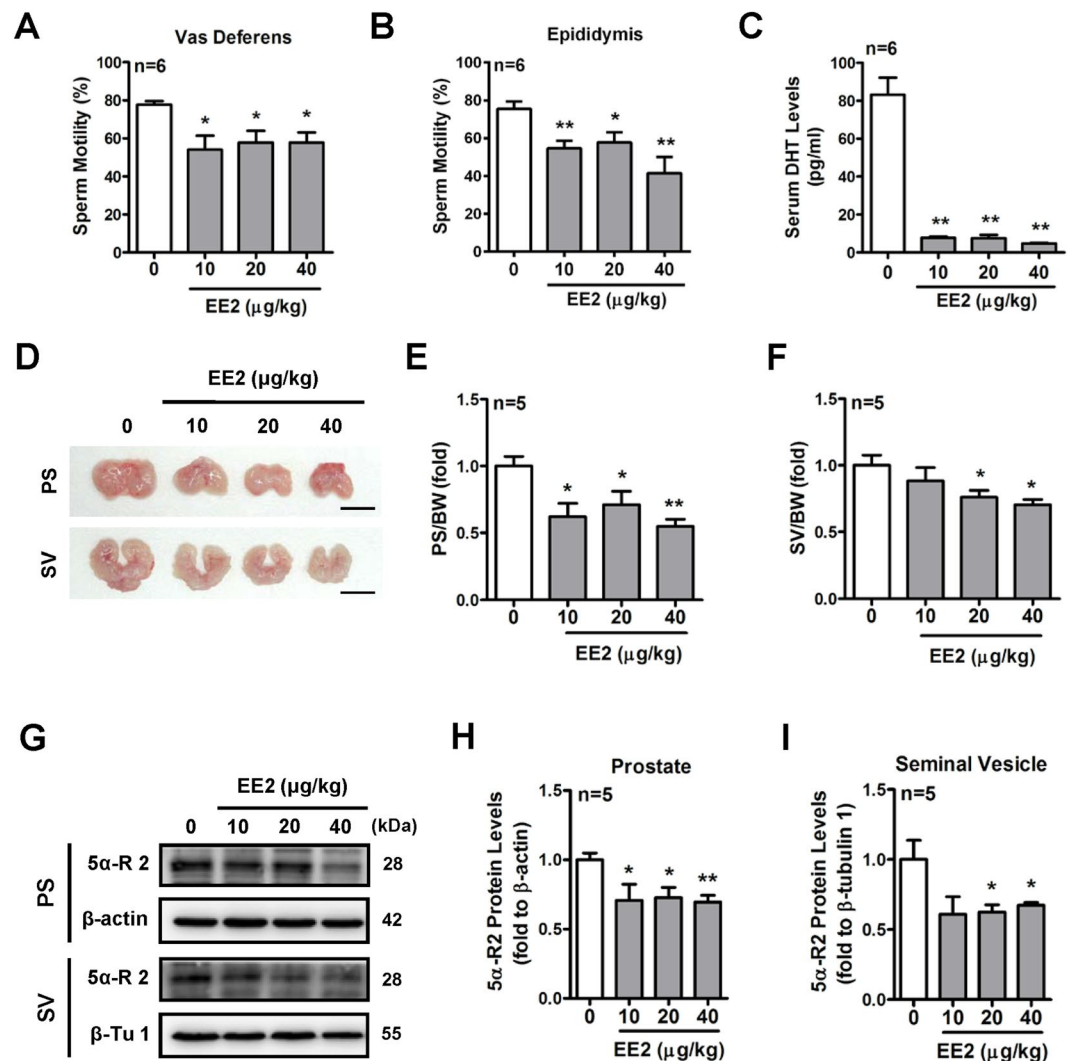 A
Vas Deferens
n=6
Sperm Motility (%)
100
80
60
40
20
0
*
*
*
0 10 20 40
EE2 (μg/kg)
B
Epididymis
n=6
Sperm Motility (%)
100
80
60
40
20
0
**
*
**
0 10 20 40
EE2 (μg/kg)
C
n=6
Serum DHT Levels
(pg/ml)
100
80
60
40
20
0
**
**
**
0 10 20 40
EE2 (μg/kg)
D
EE2 (μg/kg)
0 10 20 40
PS
SV
E
n=5
PS/BW (fold)
1.5
1.0
0.5
0.0
*
*
**
0 10 20 40
EE2 (μg/kg)
F
n=5
SV/BW (fold)
1.5
1.0
0.5
0.0
*
*
0 10 20 40
EE2 (μg/kg)
G
EE2 (μg/kg)
0 10 20 40 (kDa)
PS
5α-R 2 28
β-actin 42
SV
5α-R 2 28
β-Tu 1 55
H
Prostate
n=5
5α-R2 Protein Levels
(fold to β-actin)
1.5
1.0
0.5
0.0
*
*
**
0 10 20 40
EE2 (μg/kg)
I
Seminal Vesicle
n=5
5α-R2 Protein Levels
(fold to β-tubulin 1)
1.5
1.0
0.5
0.0
*
*
0 10 20 40
EE2 (μg/kg)